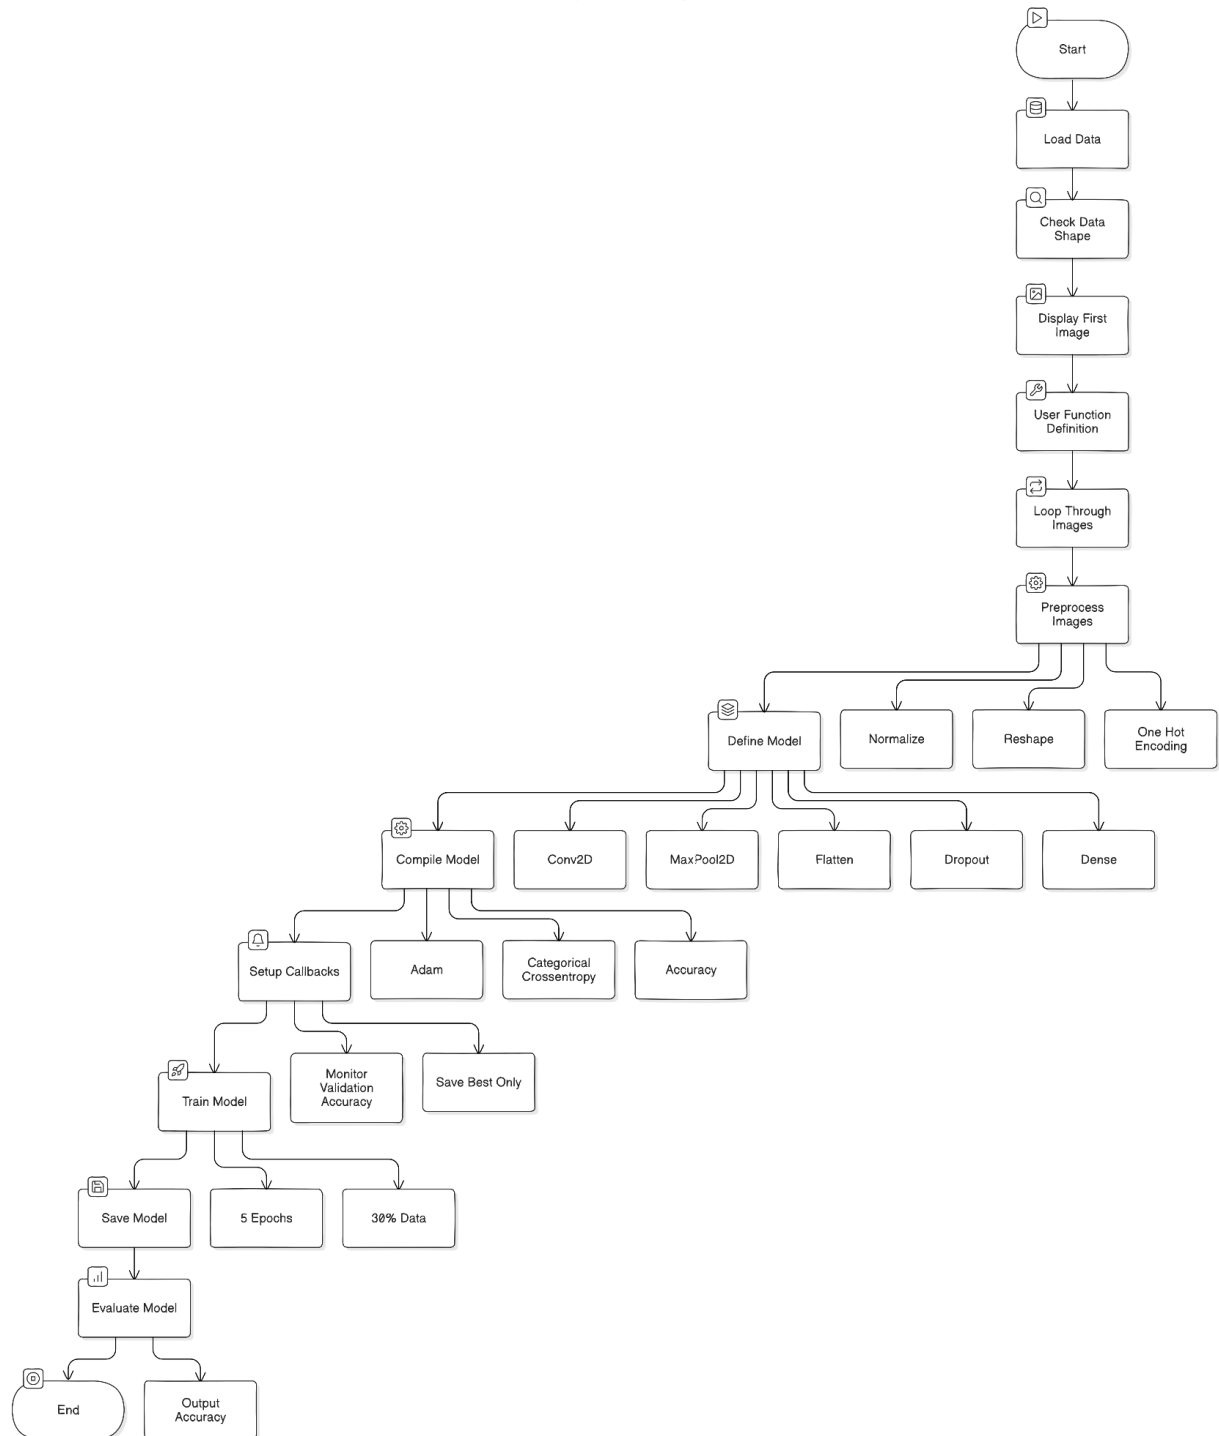 Start
Load Data
Check Data
Shape
Display First
Image
User Function
Definition
Loop Through
Images
Preprocess
Images
Define Model
Normalize
Reshape
One Hot
Encoding
Compile Model
Conv2D
MaxPool2D
Flatten
Dropout
Dense
Setup Callbacks
Adam
Categorical
Crossentropy
Accuracy
Train Model
Monitor
Validation
Accuracy
Save Best Only
Save Model
5 Epochs
30% Data
Evaluate Model
End
Output
Accuracy